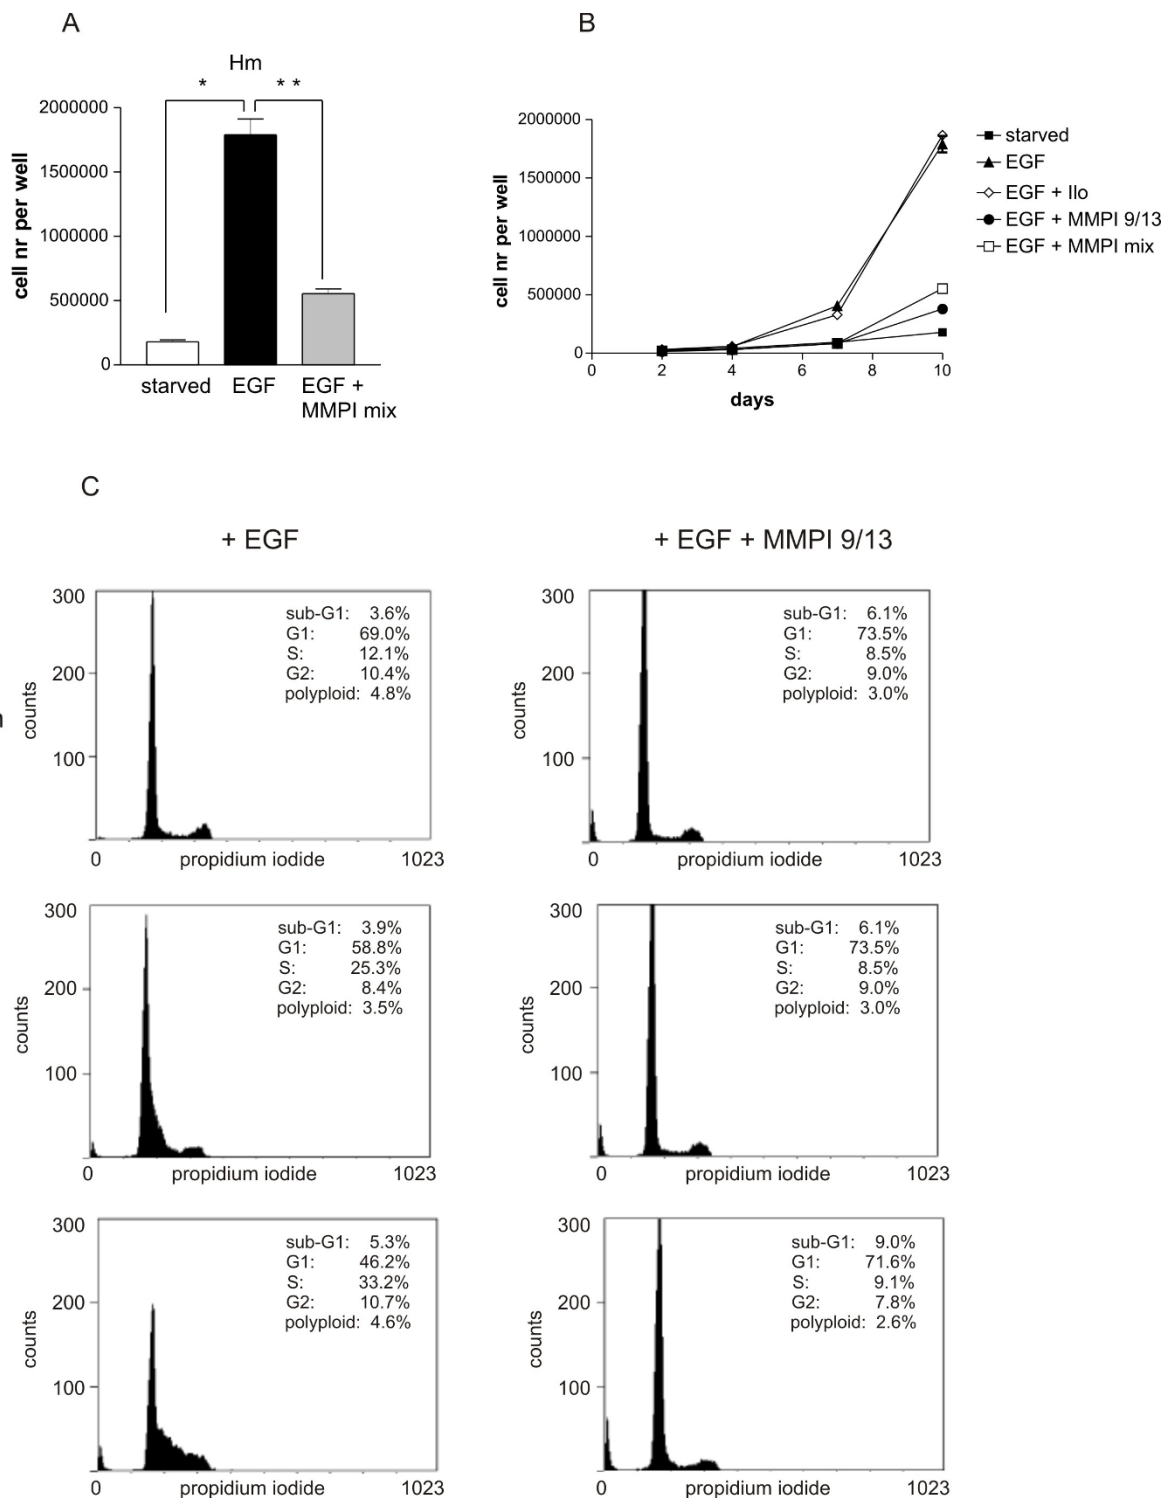 A
Hm
*
* *
2000000
1500000
1000000
500000
0
cell nr per well
starved
EGF
EGF +
MMPI mix
B
2000000
1500000
1000000
500000
0
cell nr per well
0
2
4
6
8
10
days
starved
EGF
EGF + Ilo
EGF + MMPI 9/13
EGF + MMPI mix
C
+ EGF
+ EGF + MMPI 9/13
300
200
100
counts
sub-G1: 3.6%
G1: 69.0%
S: 12.1%
G2: 10.4%
polyploid: 4.8%
0
propidium iodide
1023
300
200
100
counts
sub-G1: 6.1%
G1: 73.5%
S: 8.5%
G2: 9.0%
polyploid: 3.0%
0
propidium iodide
1023
300
200
100
counts
sub-G1: 3.9%
G1: 58.8%
S: 25.3%
G2: 8.4%
polyploid: 3.5%
0
propidium iodide
1023
300
200
100
counts
sub-G1: 6.1%
G1: 73.5%
S: 8.5%
G2: 9.0%
polyploid: 3.0%
0
propidium iodide
1023
300
200
100
counts
sub-G1: 5.3%
G1: 46.2%
S: 33.2%
G2: 10.7%
polyploid: 4.6%
0
propidium iodide
1023
300
200
100
counts
sub-G1: 9.0%
G1: 71.6%
S: 9.1%
G2: 7.8%
polyploid: 2.6%
0
propidium iodide
1023